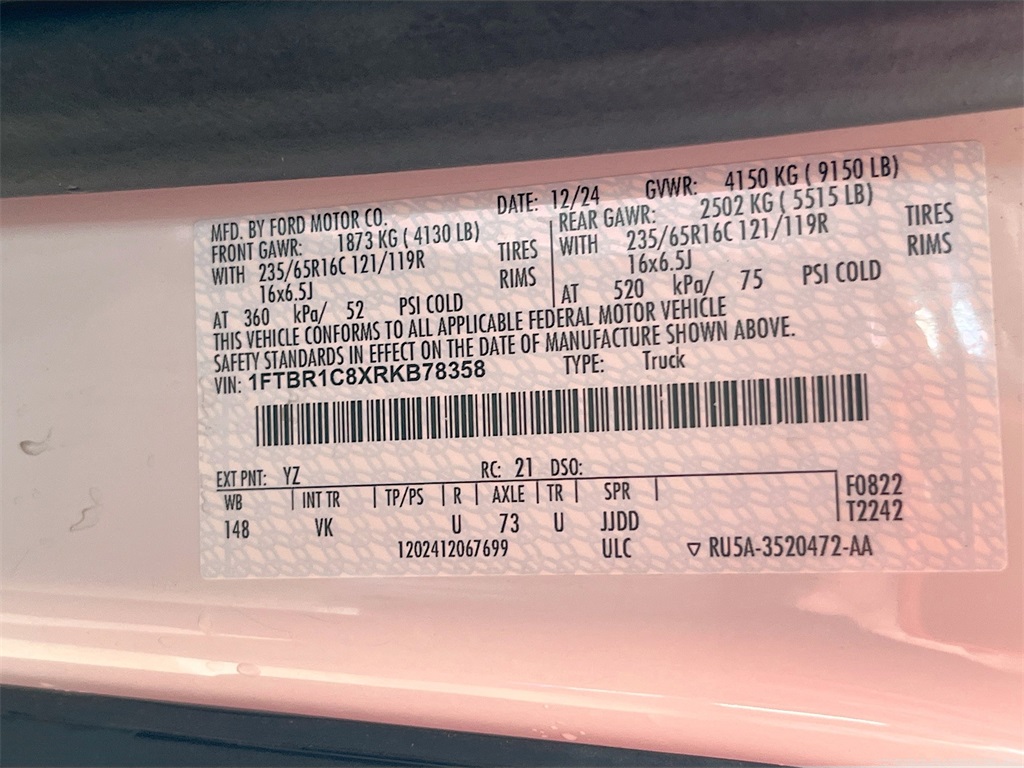 MFD. BY FORD MOTOR CO. DATE: 12/24 GVWR: 4150 KG ( 9150 LB)
FRONT GAWR: 1873 KG ( 4130 LB) REAR GAWR: 2502 KG ( 5515 LB)
WITH 235/65R16C 121/119R TIRES WITH 235/65R16C 121/119R TIRES
16x6.5J RIMS 16x6.5J RIMS
AT 360 kPa/ 52 PSI COLD AT 520 kPa/ 75 PSI COLD
THIS VEHICLE CONFORMS TO ALL APPLICABLE FEDERAL MOTOR VEHICLE
SAFETY STANDARDS IN EFFECT ON THE DATE OF MANUFACTURE SHOWN ABOVE.
VIN: 1FTBR1C8XRKB78358 TYPE: Truck
EXT PNT: YZ RC: 21 DSO:
WB INT TR TP/PS R AXLE TR SPR F0822
148 VK U 73 U JJDD T2242
1202412067699 ULC ▽ RU5A-3520472-AA